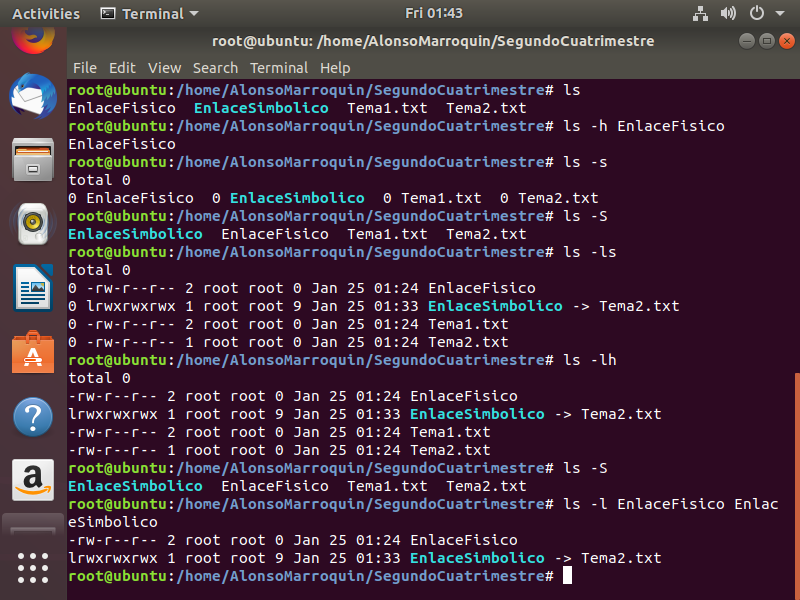 Activities Terminal Fri 01:43
root@ubuntu: /home/AlonsoMarroquin/SegundoCuatrimestre
File Edit View Search Terminal Help
root@ubuntu:/home/AlonsoMarroquin/SegundoCuatrimestre# ls
EnlaceFisico  EnlaceSimbolico  Tema1.txt  Tema2.txt
root@ubuntu:/home/AlonsoMarroquin/SegundoCuatrimestre# ls -h EnlaceFisico
EnlaceFisico
root@ubuntu:/home/AlonsoMarroquin/SegundoCuatrimestre# ls -s
total 0
0 EnlaceFisico  0 EnlaceSimbolico  0 Tema1.txt  0 Tema2.txt
root@ubuntu:/home/AlonsoMarroquin/SegundoCuatrimestre# ls -S
EnlaceSimbolico  EnlaceFisico  Tema1.txt  Tema2.txt
root@ubuntu:/home/AlonsoMarroquin/SegundoCuatrimestre# ls -ls
total 0
0 -rw-r--r-- 2 root root 0 Jan 25 01:24 EnlaceFisico
0 lrwxrwxrwx 1 root root 9 Jan 25 01:33 EnlaceSimbolico -> Tema2.txt
0 -rw-r--r-- 2 root root 0 Jan 25 01:24 Tema1.txt
0 -rw-r--r-- 1 root root 0 Jan 25 01:24 Tema2.txt
root@ubuntu:/home/AlonsoMarroquin/SegundoCuatrimestre# ls -lh
total 0
-rw-r--r-- 2 root root 0 Jan 25 01:24 EnlaceFisico
lrwxrwxrwx 1 root root 9 Jan 25 01:33 EnlaceSimbolico -> Tema2.txt
-rw-r--r-- 2 root root 0 Jan 25 01:24 Tema1.txt
-rw-r--r-- 1 root root 0 Jan 25 01:24 Tema2.txt
root@ubuntu:/home/AlonsoMarroquin/SegundoCuatrimestre# ls -S
EnlaceSimbolico  EnlaceFisico  Tema1.txt  Tema2.txt
root@ubuntu:/home/AlonsoMarroquin/SegundoCuatrimestre# ls -l EnlaceFisico Enlac
eSimbolico
-rw-r--r-- 2 root root 0 Jan 25 01:24 EnlaceFisico
lrwxrwxrwx 1 root root 9 Jan 25 01:33 EnlaceSimbolico -> Tema2.txt
root@ubuntu:/home/AlonsoMarroquin/SegundoCuatrimestre#